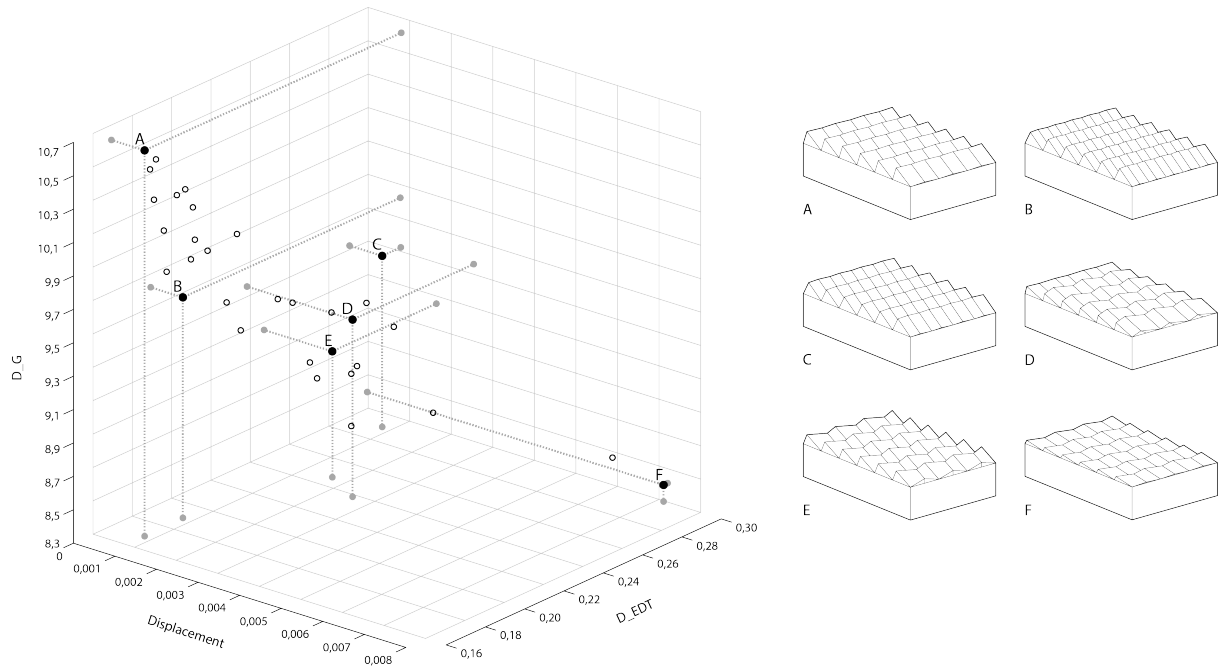 A
B
C
D
E
F
10,7
10,5
10,3
10,1
9,9
9,7
9,5
9,3
9,1
8,9
8,7
8,5
8,3
D_G
0
0,001
0,002
0,003
0,004
0,005
0,006
0,007
0,008
Displacement
0,16
0,18
0,20
0,22
0,24
0,26
0,28
0,30
D_EDT
A
B
C
D
E
F